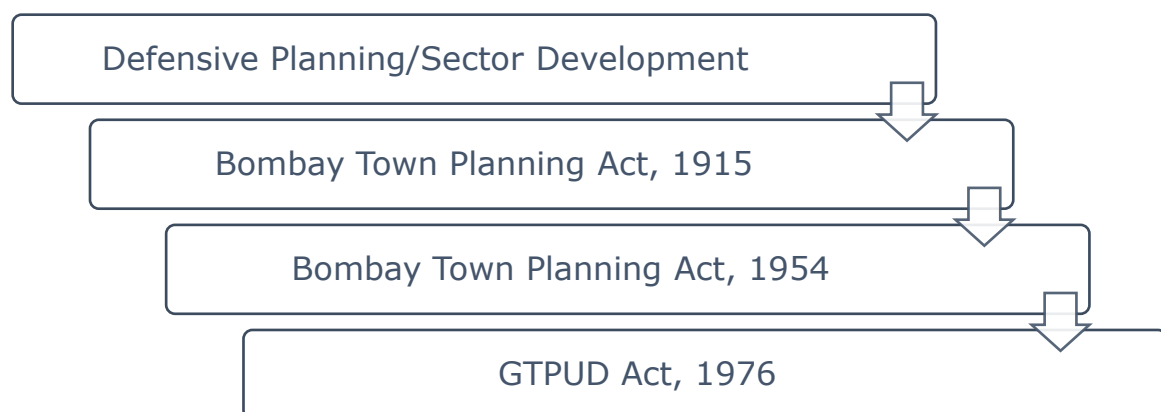 Defensive Planning/Sector Development
Bombay Town Planning Act, 1915
Bombay Town Planning Act, 1954
GTPUD Act, 1976